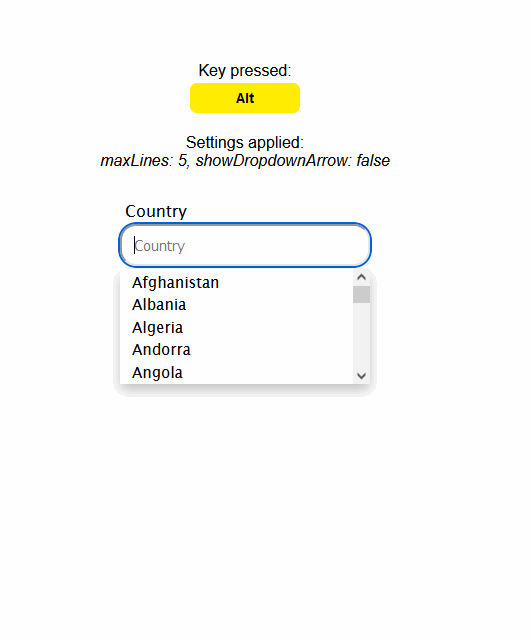 Key pressed:
Alt
Settings applied:
maxLines: 5, showDropdownArrow: false
Country
Country
Afghanistan
Albania
Algeria
Andorra
Angola